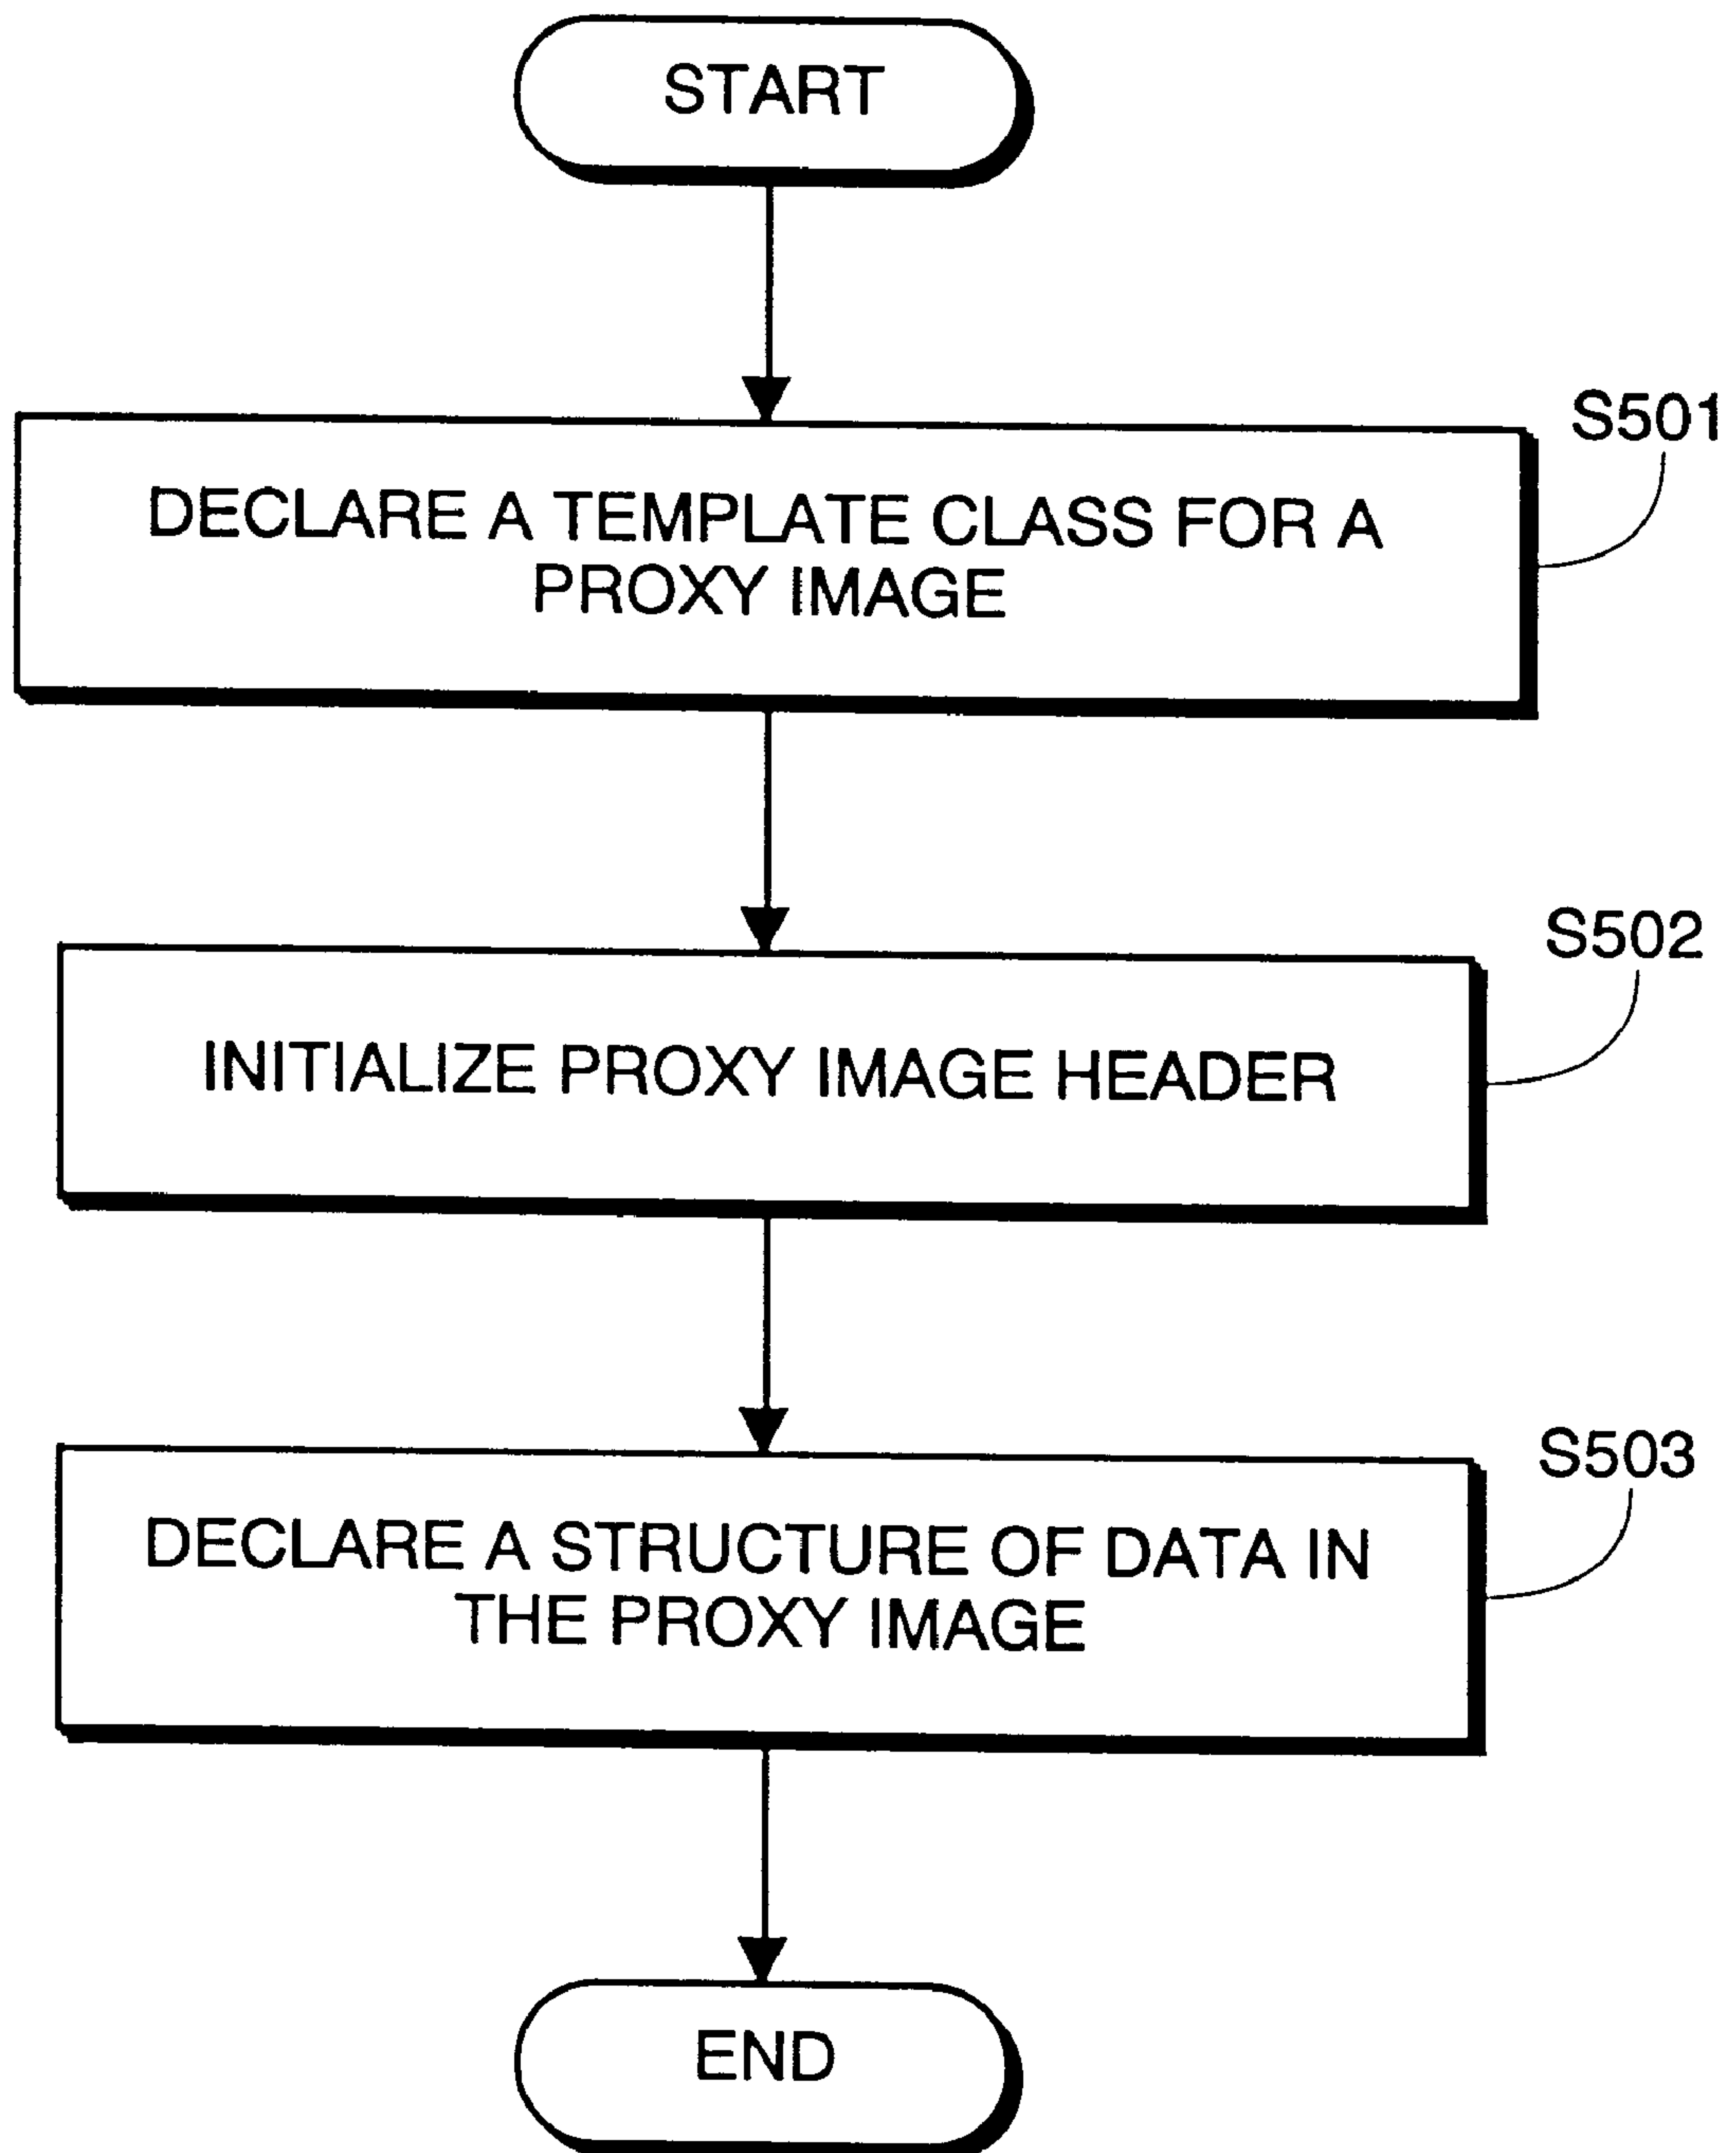 START
S501
DECLARE A TEMPLATE CLASS FOR A
PROXY IMAGE
S502
INITIALIZE PROXY IMAGE HEADER
S503
DECLARE A STRUCTURE OF DATA IN
THE PROXY IMAGE
END